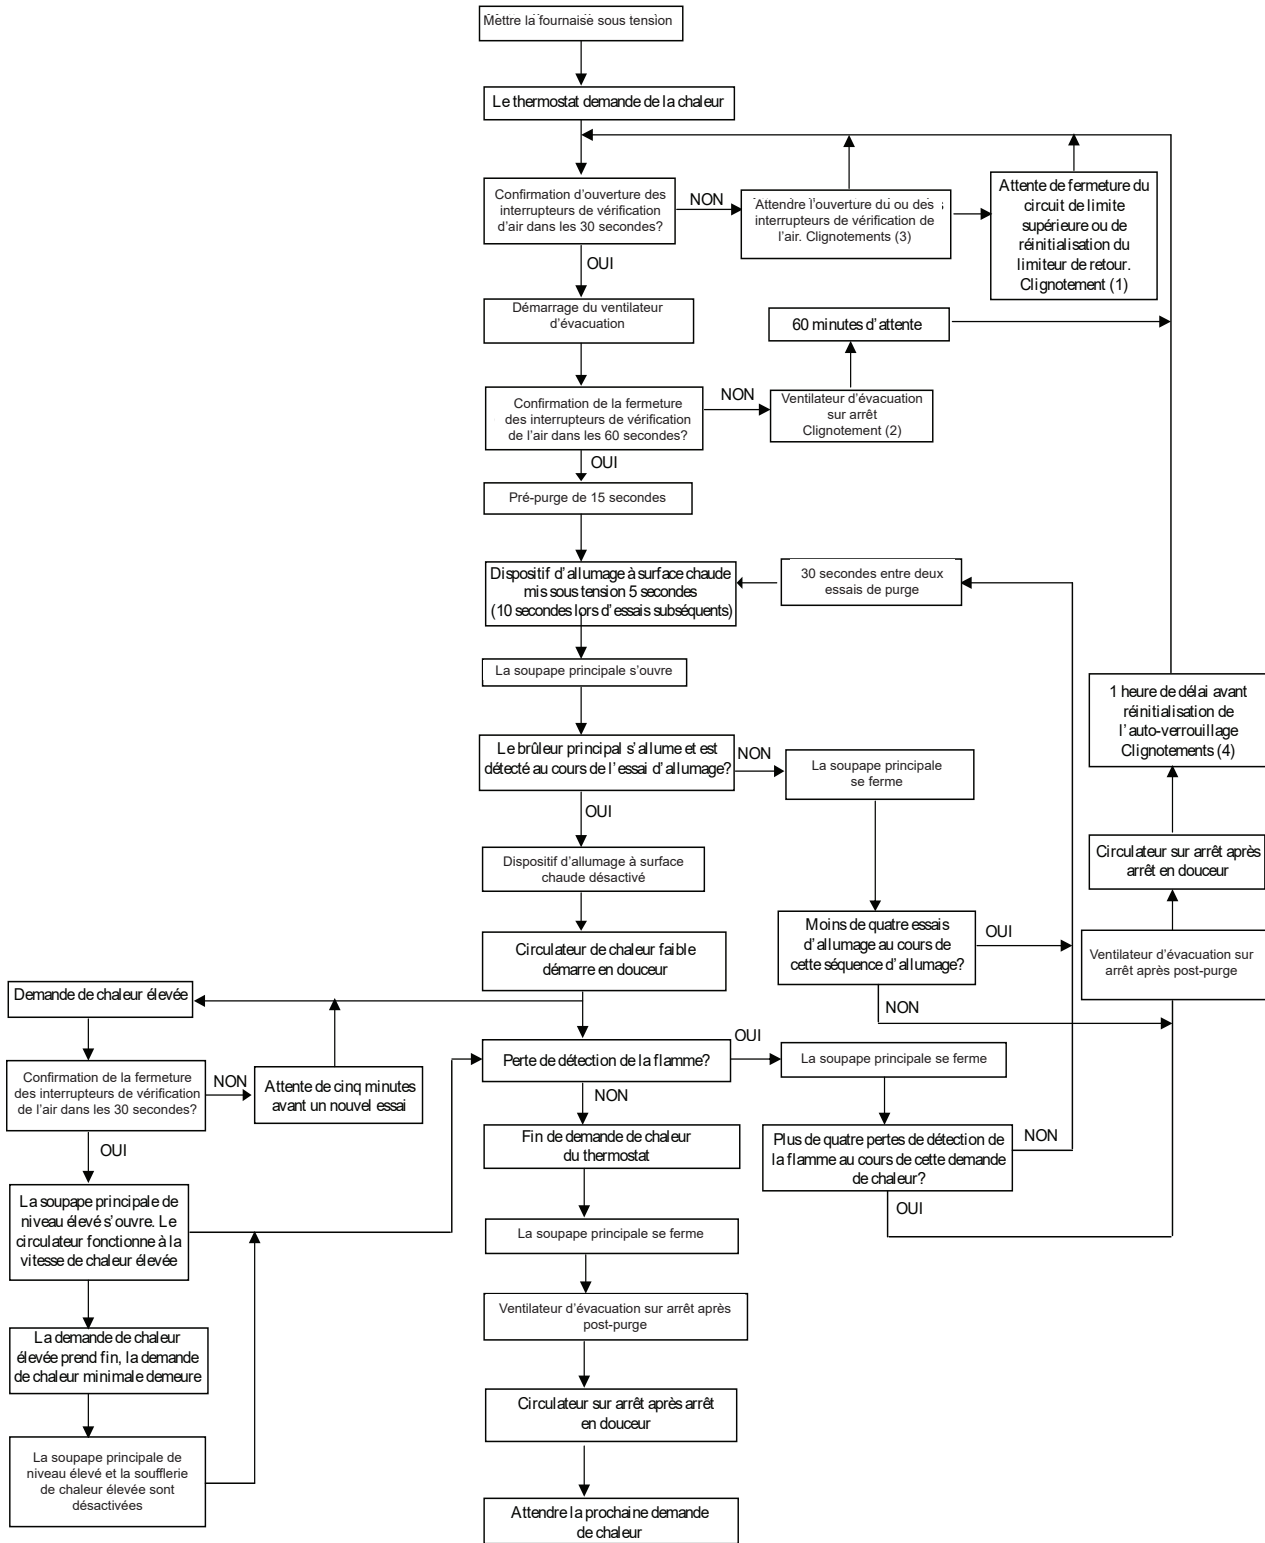 Mettre la fournaise sous tension
Le thermostat demande de la chaleur
Confirmation d'ouverture des
interrupteurs de vérification
d'air dans les 30 secondes?
NON
Attendre l'ouverture du ou des
interrupteurs de vérification de
l'air. Clignotements (3)
Attente de fermeture du
circuit de limite
supérieure ou de
réinitialisation du
limiteur de retour.
Clignotement (1)
OUI
Démarrage du ventilateur
d'évacuation
60 minutes d'attente
Confirmation de la fermeture
des interrupteurs de vérification
de l'air dans les 60 secondes?
NON
Ventilateur d'évacuation
sur arrêt
Clignotement (2)
OUI
Pré-purge de 15 secondes
Dispositif d'allumage à surface chaude
mis sous tension 5 secondes
(10 secondes lors d'essais subséquents)
30 secondes entre deux
essais de purge
La soupape principale s'ouvre
1 heure de délai avant
réinitialisation de
l'auto-verrouillage
Clignotements (4)
Le brûleur principal s'allume et est
détecté au cours de l'essai d'allumage?
NON
La soupape principale
se ferme
OUI
Dispositif d'allumage à surface
chaude désactivé
Circulateur sur arrêt après
arrêt en douceur
Moins de quatre essais
d'allumage au cours de
cette séquence d'allumage?
OUI
Circulateur de chaleur faible
démarre en douceur
Ventilateur d'évacuation sur
arrêt après post-purge
NON
Demande de chaleur élevée
Perte de détection de la flamme?
OUI
La soupape principale se ferme
Confirmation de la fermeture
des interrupteurs de vérification
de l'air dans les 30 secondes?
NON
Attente de cinq minutes
avant un nouvel essai
NON
OUI
Fin de demande de chaleur
du thermostat
Plus de quatre pertes de détection de
la flamme au cours de cette demande
de chaleur?
NON
OUI
La soupape principale de
niveau élevé s'ouvre. Le
circulateur fonctionne à la
vitesse de chaleur élevée
La soupape principale se ferme
Ventilateur d'évacuation sur arrêt après
post-purge
La demande de chaleur
élevée prend fin, la demande
de chaleur minimale demeure
Circulateur sur arrêt après arrêt
en douceur
La soupape principale de
niveau élevé et la soufflerie
de chaleur élevée sont
désactivées
Attendre la prochaine demande
de chaleur